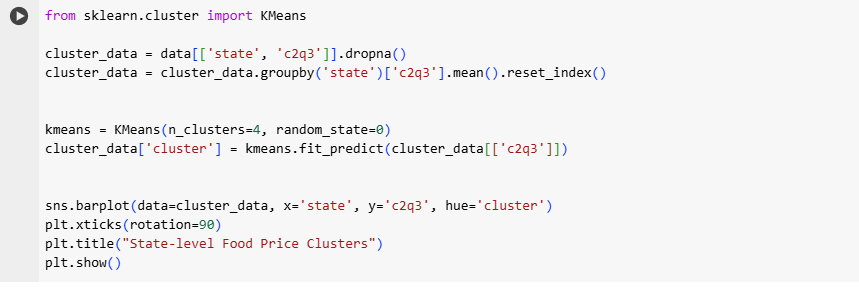 from sklearn.cluster import KMeans
cluster_data = data[['state', 'c2q3']].dropna()
cluster_data = cluster_data.groupby('state')['c2q3'].mean().reset_index()
kmeans = KMeans(n_clusters=4, random_state=0)
cluster_data['cluster'] = kmeans.fit_predict(cluster_data[['c2q3']])
sns.barplot(data=cluster_data, x='state', y='c2q3', hue='cluster')
plt.xticks(rotation=90)
plt.title("State-level Food Price Clusters")
plt.show()